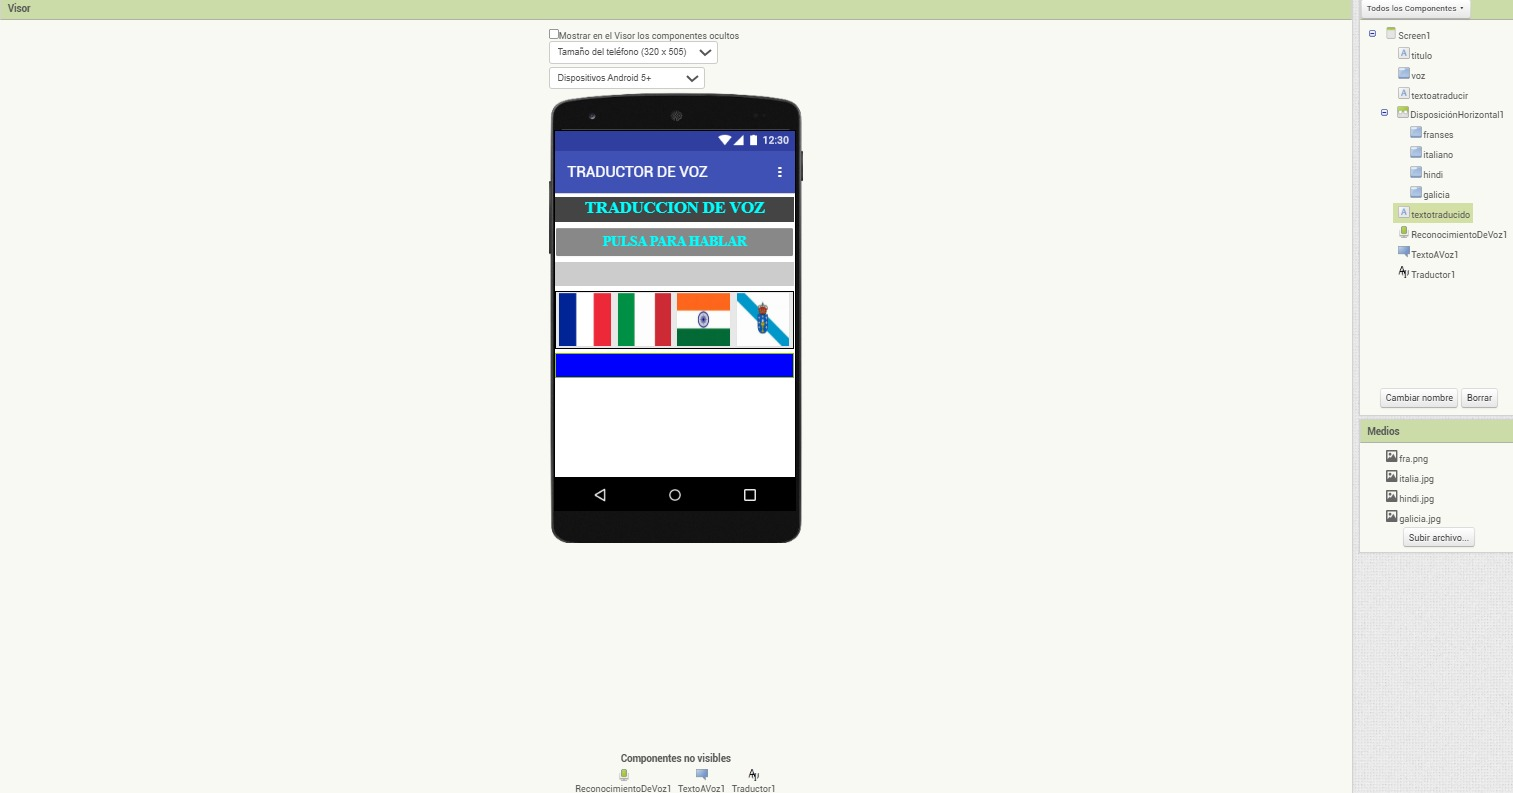 Visor
Mostrar en el Visor los componentes ocultos
Tamaño del teléfono (320 x 505)
Dispositivos Android 5+
12:30
TRADUCTOR DE VOZ
TRADUCCION DE VOZ
PULSA PARA HABLAR
Componentes no visibles
ReconocimientoDeVoz1 TextoAVoz1 Traductor1
Todos los Componentes
Screen1
titulo
voz
textoatraducir
DisposiciónHorizontal1
franses
italiano
hindi
galicia
textotraducido
ReconocimientoDeVoz1
TextoAVoz1
Traductor1
Cambiar nombre Borrar
Medios
fra.png
italia.jpg
hindi.jpg
galicia.jpg
Subir archivo...